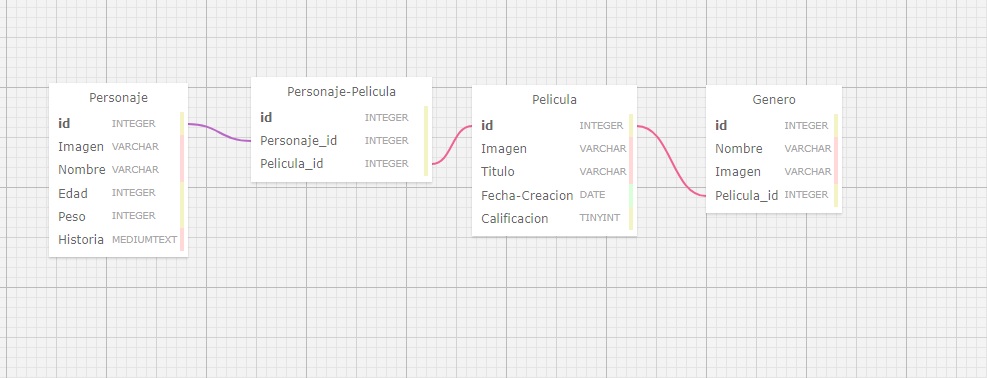 Personaje
id INTEGER
Imagen VARCHAR
Nombre VARCHAR
Edad INTEGER
Peso INTEGER
Historia MEDIUMTEXT
Personaje-Pelicula
id INTEGER
Personaje_id INTEGER
Pelicula_id INTEGER
Pelicula
id INTEGER
Imagen VARCHAR
Titulo VARCHAR
Fecha-Creacion DATE
Calificacion TINYINT
Genero
id INTEGER
Nombre VARCHAR
Imagen VARCHAR
Pelicula_id INTEGER